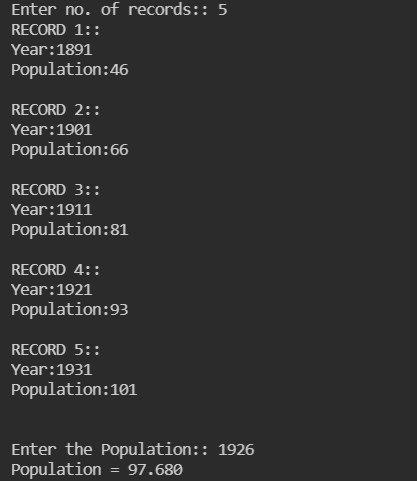 Enter no. of records:: 5
RECORD 1::
Year:1891
Population:46
RECORD 2::
Year:1901
Population:66
RECORD 3::
Year:1911
Population:81
RECORD 4::
Year:1921
Population:93
RECORD 5::
Year:1931
Population:101
Enter the Population:: 1926
Population = 97.680